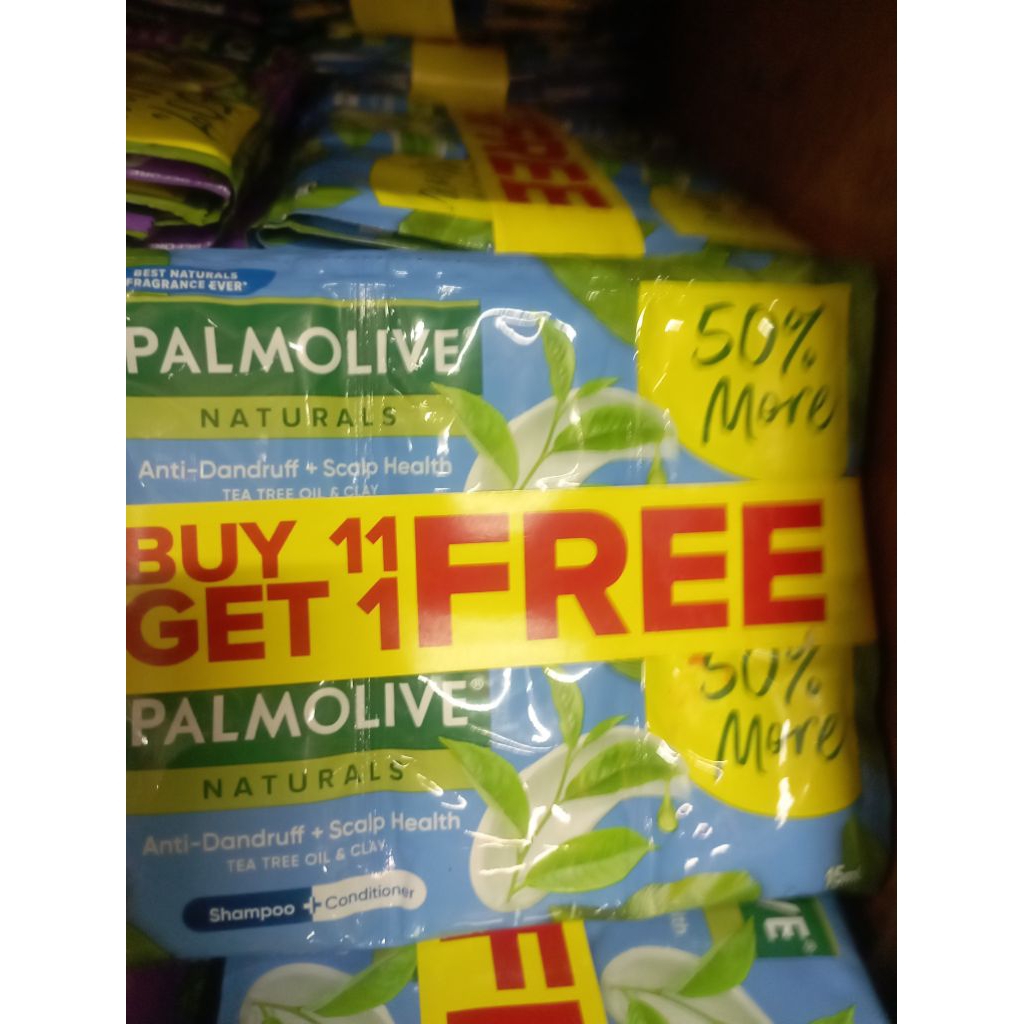 FREE
BEST NATURALS
FRAGRANCE EVER*
PALMOLIVE®
NATURALS
Anti-Dandruff + Scalp Health
TEA TREE OIL & CLAY
50%
More
BUY 11
GET 1
FREE
PALMOLIVE®
NATURALS
Anti-Dandruff + Scalp Health
TEA TREE OIL & CLAY
Shampoo + Conditioner
50%
More
15ml